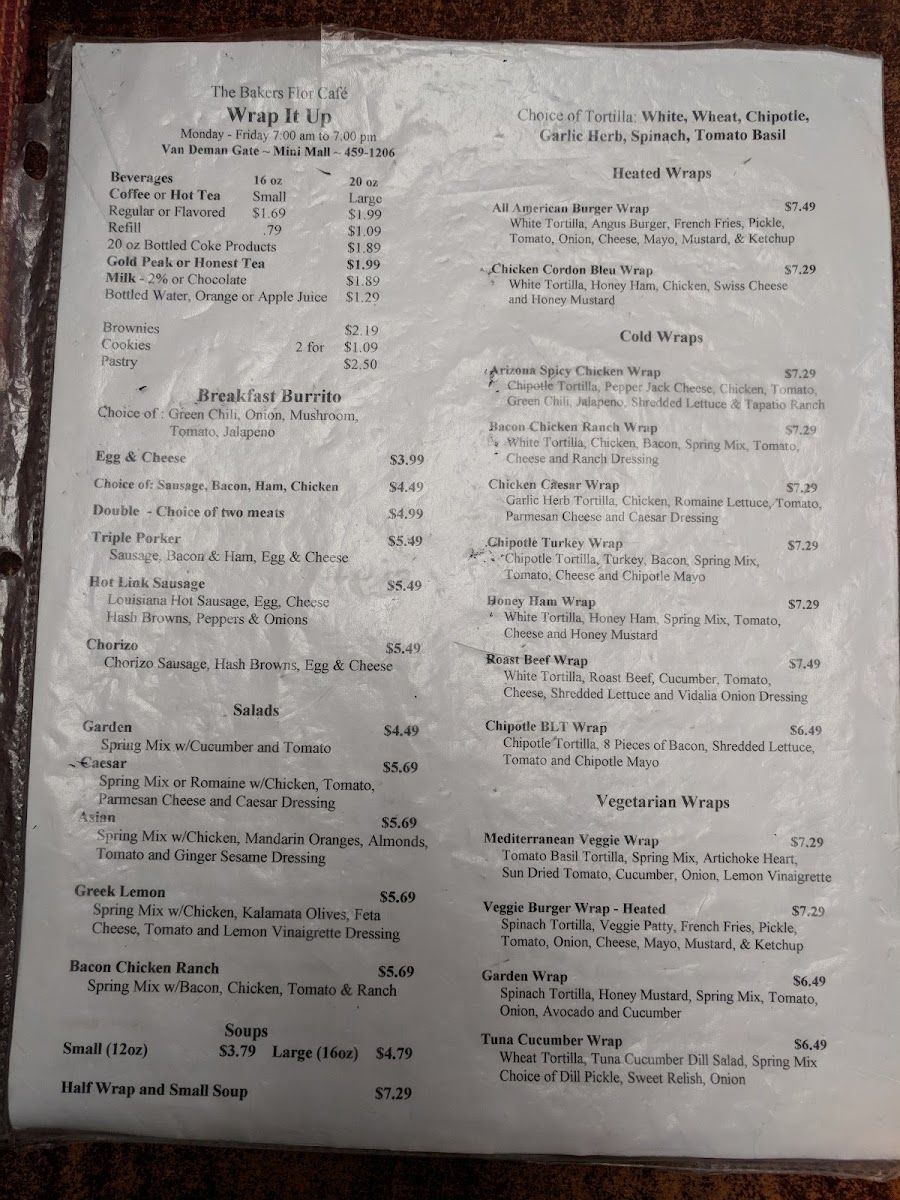 The Bakers Flor Café
Wrap It Up
Monday - Friday 7:00 am to 7:00 pm
Van Deman Gate ~ Mini Mall ~ 459-1206
Beverages 16 oz 20 oz
Coffee or Hot Tea Small Large
Regular or Flavored $1.69 $1.99
Refill .79 $1.09
20 oz Bottled Coke Products $1.89
Gold Peak or Honest Tea $1.99
Milk - 2% or Chocolate $1.89
Bottled Water, Orange or Apple Juice $1.29
Brownies $2.19
Cookies 2 for $1.09
Pastry $2.50
Breakfast Burrito
Choice of : Green Chili, Onion, Mushroom,
Tomato, Jalapeno
Egg & Cheese $3.99
Choice of: Sausage, Bacon, Ham, Chicken $4.49
Double - Choice of two meats $4.99
Triple Porker $5.49
Sausage, Bacon & Ham, Egg & Cheese
Hot Link Sausage $5.49
Louisiana Hot Sausage, Egg, Cheese
Hash Browns, Peppers & Onions
Chorizo $5.49
Chorizo Sausage, Hash Browns, Egg & Cheese
Salads
Garden $4.49
Spring Mix w/Cucumber and Tomato
Caesar $5.69
Spring Mix or Romaine w/Chicken, Tomato,
Parmesan Cheese and Caesar Dressing
Asian $5.69
Spring Mix w/Chicken, Mandarin Oranges, Almonds,
Tomato and Ginger Sesame Dressing
Greek Lemon $5.69
Spring Mix w/Chicken, Kalamata Olives, Feta
Cheese, Tomato and Lemon Vinaigrette Dressing
Bacon Chicken Ranch $5.69
Spring Mix w/Bacon, Chicken, Tomato & Ranch
Soups
Small (12oz) $3.79 Large (16oz) $4.79
Half Wrap and Small Soup $7.29
Choice of Tortilla: White, Wheat, Chipotle,
Garlic Herb, Spinach, Tomato Basil
Heated Wraps
All American Burger Wrap $7.49
White Tortilla, Angus Burger, French Fries, Pickle,
Tomato, Onion, Cheese, Mayo, Mustard, & Ketchup
Chicken Cordon Bleu Wrap $7.29
White Tortilla, Honey Ham, Chicken, Swiss Cheese
and Honey Mustard
Cold Wraps
Arizona Spicy Chicken Wrap $7.29
Chipotle Tortilla, Pepper Jack Cheese, Chicken, Tomato,
Green Chili, Jalapeno, Shredded Lettuce & Tapatio Ranch
Bacon Chicken Ranch Wrap $7.29
White Tortilla, Chicken, Bacon, Spring Mix, Tomato,
Cheese and Ranch Dressing
Chicken Caesar Wrap $7.29
Garlic Herb Tortilla, Chicken, Romaine Lettuce, Tomato,
Parmesan Cheese and Caesar Dressing
Chipotle Turkey Wrap $7.29
Chipotle Tortilla, Turkey, Bacon, Spring Mix,
Tomato, Cheese and Chipotle Mayo
Honey Ham Wrap $7.29
White Tortilla, Honey Ham, Spring Mix, Tomato,
Cheese and Honey Mustard
Roast Beef Wrap $7.49
White Tortilla, Roast Beef, Cucumber, Tomato,
Cheese, Shredded Lettuce and Vidalia Onion Dressing
Chipotle BLT Wrap $6.49
Chipotle Tortilla, 8 Pieces of Bacon, Shredded Lettuce,
Tomato and Chipotle Mayo
Vegetarian Wraps
Mediterranean Veggie Wrap $7.29
Tomato Basil Tortilla, Spring Mix, Artichoke Heart,
Sun Dried Tomato, Cucumber, Onion, Lemon Vinaigrette
Veggie Burger Wrap - Heated $7.29
Spinach Tortilla, Veggie Patty, French Fries, Pickle,
Tomato, Onion, Cheese, Mayo, Mustard, & Ketchup
Garden Wrap $6.49
Spinach Tortilla, Honey Mustard, Spring Mix, Tomato,
Onion, Avocado and Cucumber
Tuna Cucumber Wrap $6.49
Wheat Tortilla, Tuna Cucumber Dill Salad, Spring Mix
Choice of Dill Pickle, Sweet Relish, Onion